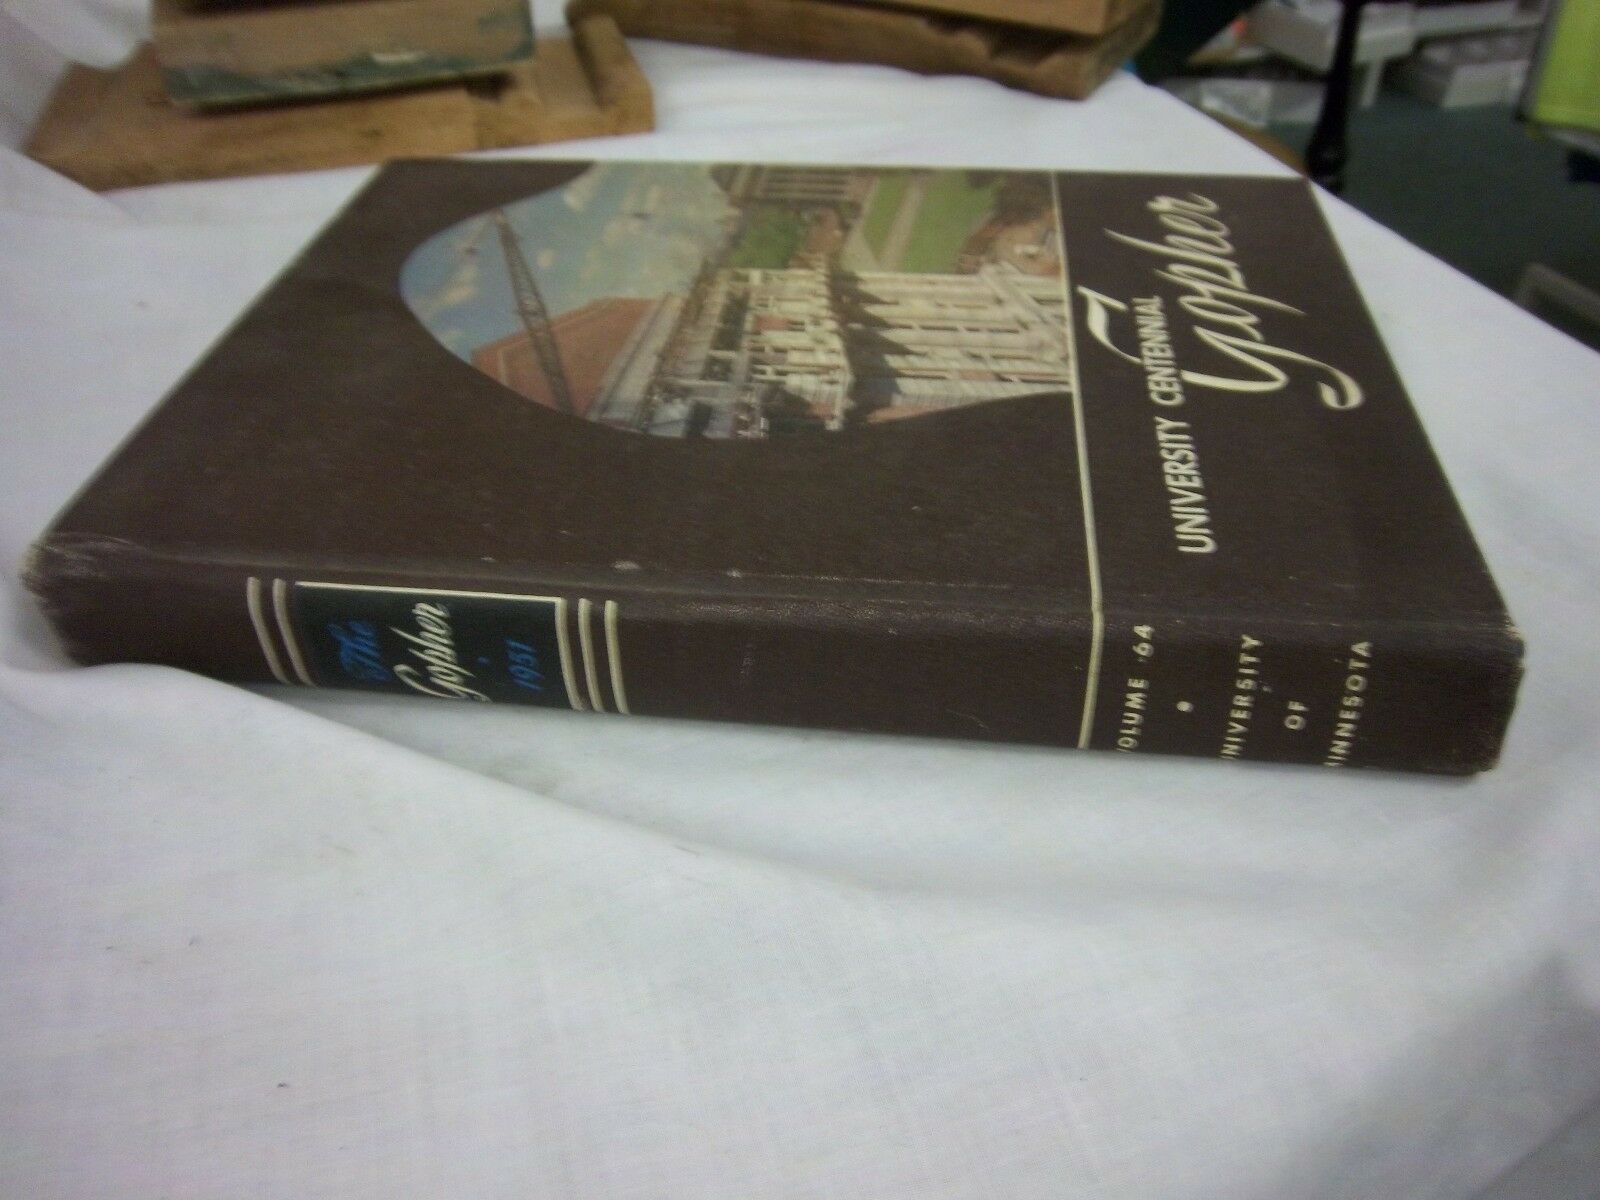 UNIVERSITY CENTENNIAL
Gopher
The
Gopher
1951
VOLUME 64
•
UNIVERSITY
OF
MINNESOTA